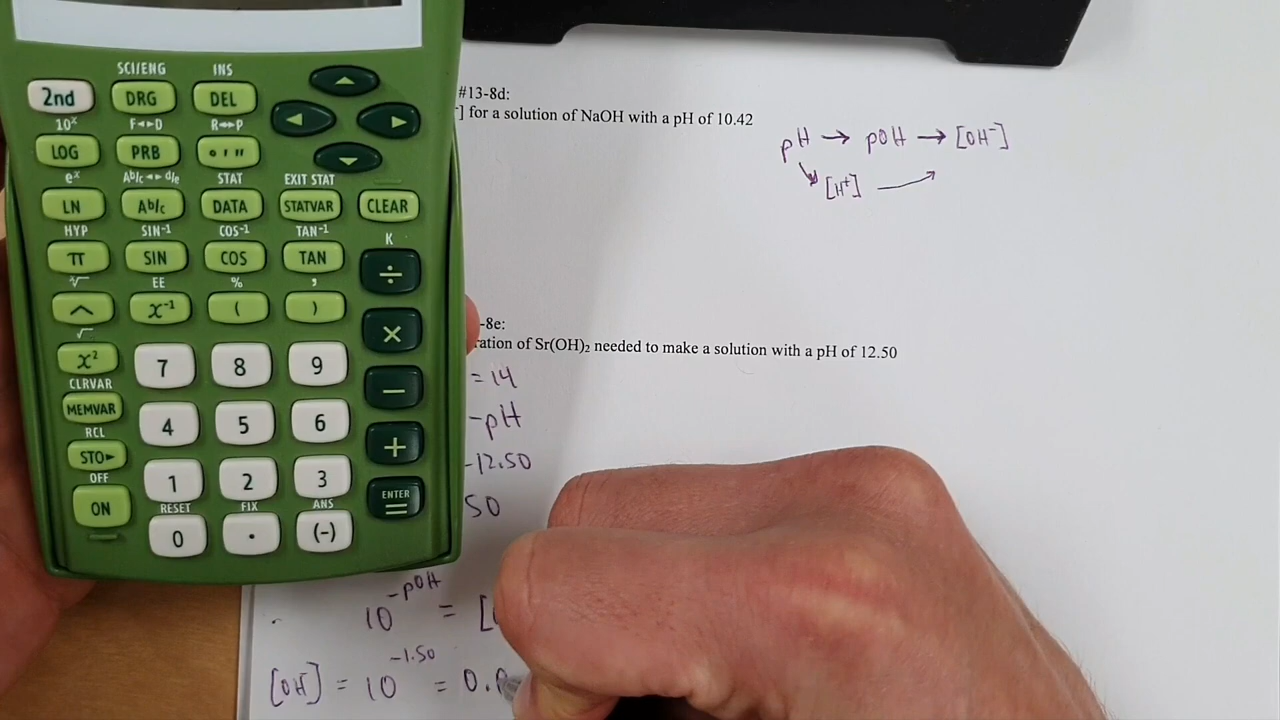 SCI/ENG INS
2nd DRG DEL
10ˣ F◄►D R◄►P
LOG PRB ° ' "
eˣ Ab/c ◄► d/e STAT EXIT STAT
LN Ab/c DATA STATVAR CLEAR
HYP SIN⁻¹ COS⁻¹ TAN⁻¹ K
π SIN COS TAN ÷
ˣ√ EE % ,
^ x⁻¹ ( ) ×
√
x² 7 8 9 −
CLRVAR
MEMVAR 4 5 6 +
RCL
STO► 1 2 3 ENTER =
OFF RESET FIX ANS
ON 0 . (-)
#13-8d:
] for a solution of NaOH with a pH of 10.42
pH → pOH → [OH⁻]
[H⁺]
-8e:
ration of Sr(OH)₂ needed to make a solution with a pH of 12.50
= 14
-pH
-12.50
50
10^-pOH = [
[OH] = 10^-1.50 = 0.